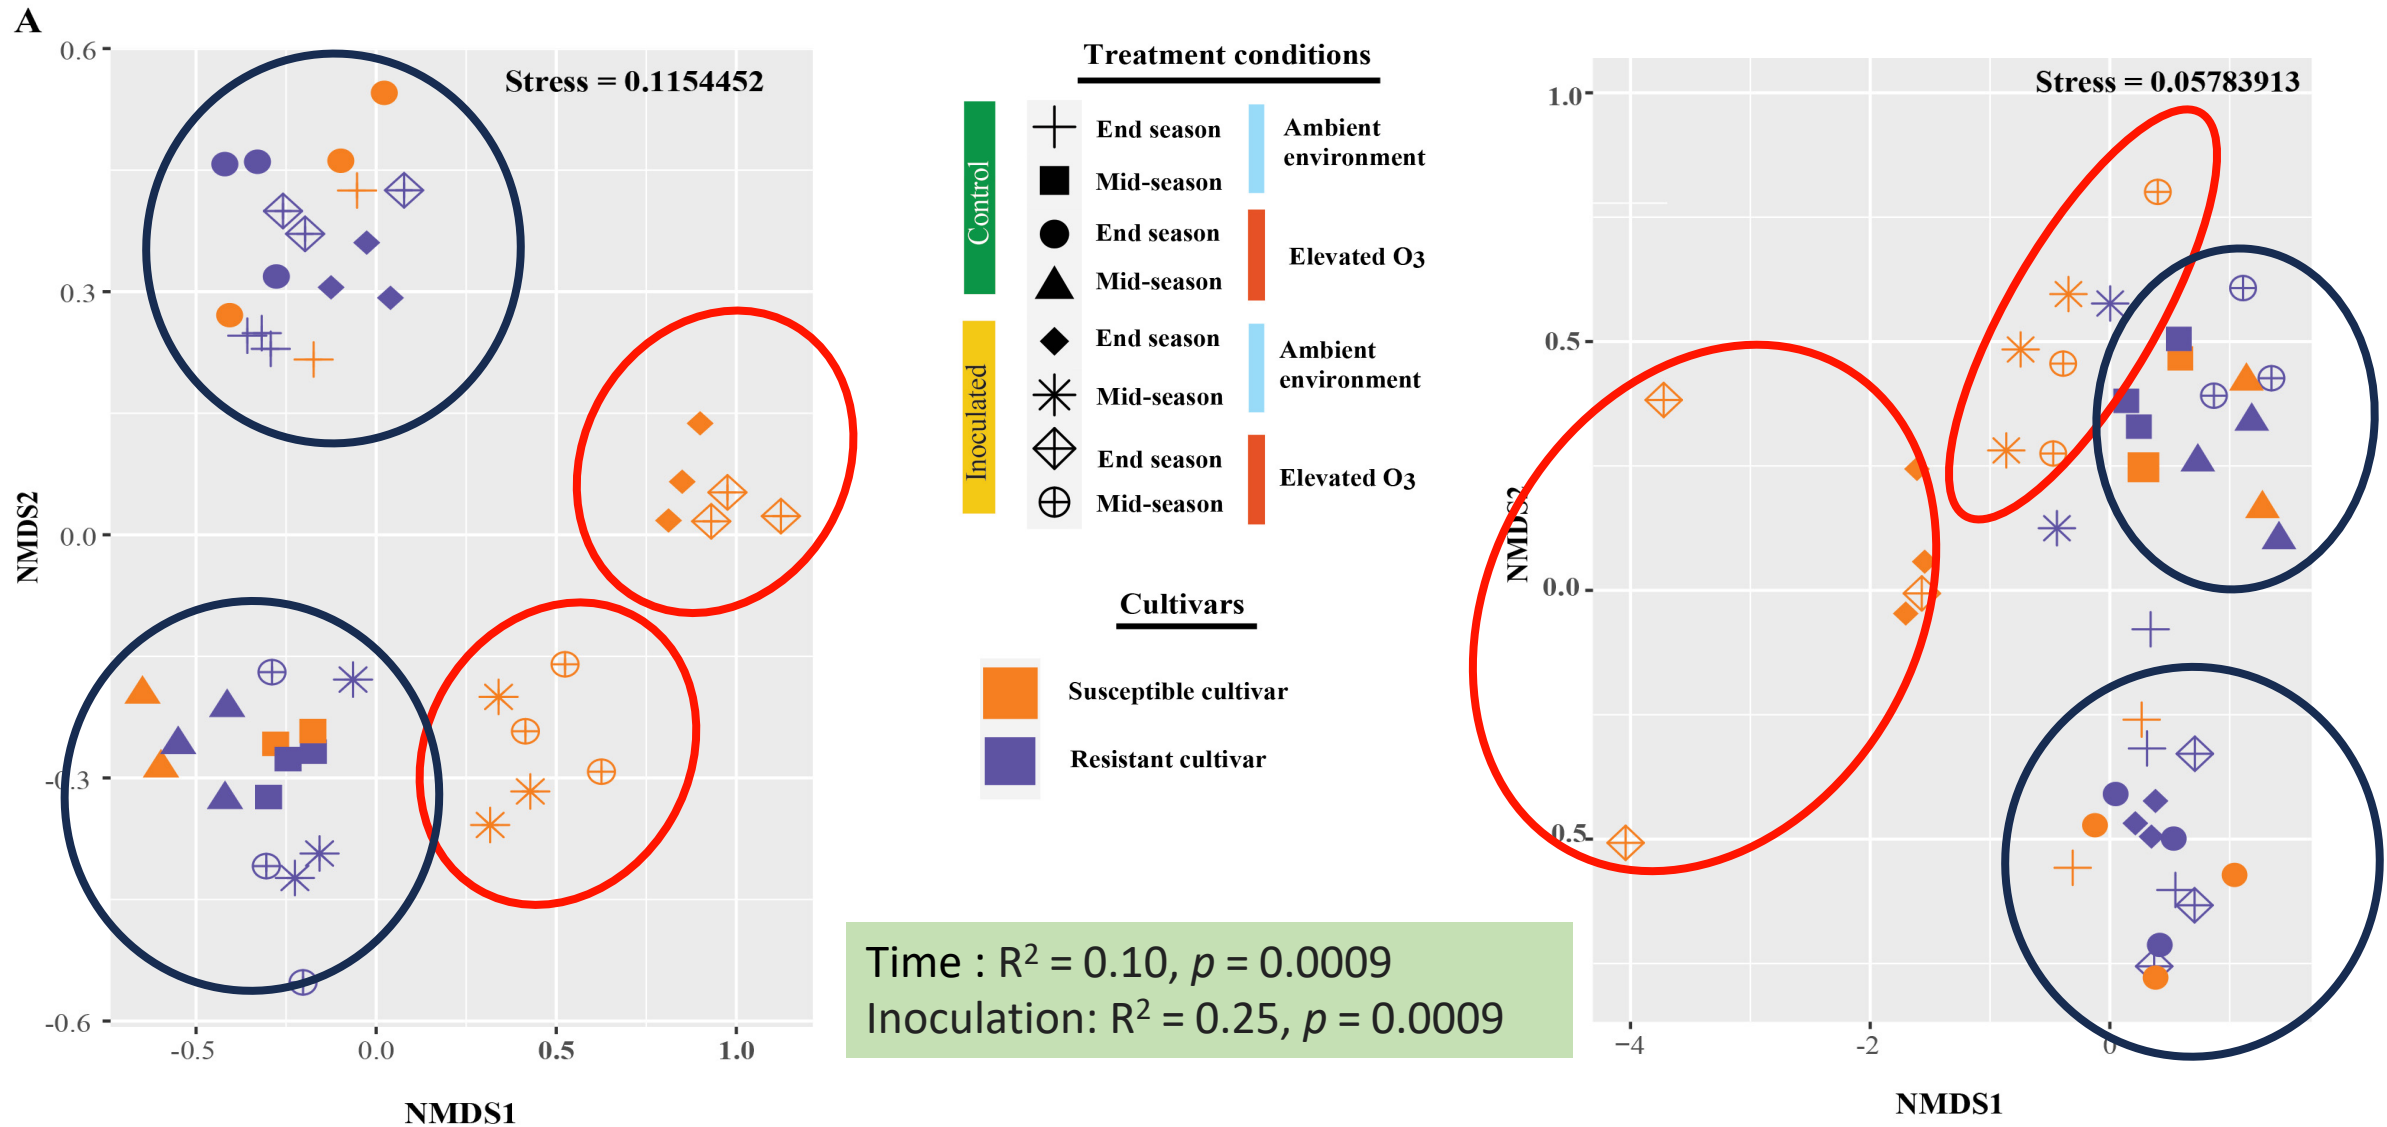 A
Stress = 0.1154452
0.6
0.3
0.0
-0.3
-0.6
NMDS2
-0.5
0.0
0.5
1.0
NMDS1
Treatment conditions
Control
End season
Mid-season
Ambient
environment
End season
Mid-season
Elevated O3
Inoculated
End season
Mid-season
Ambient
environment
End season
Mid-season
Elevated O3
Cultivars
Susceptible cultivar
Resistant cultivar
Time : R² = 0.10, p = 0.0009
Inoculation: R² = 0.25, p = 0.0009
Stress = 0.05783913
1.0
0.5
0.0
0.5
NMDS2
−4
-2
0
NMDS1